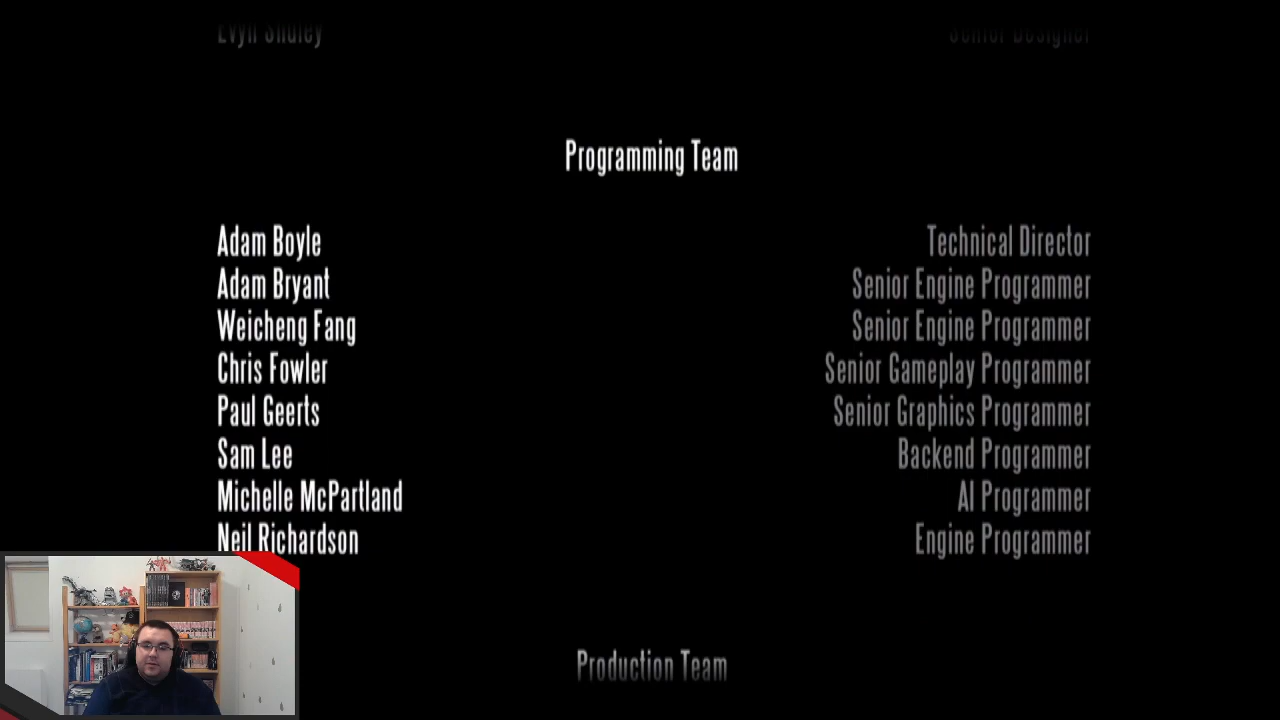 Senior Designer
Programming Team
Adam Boyle Technical Director
Adam Bryant Senior Engine Programmer
Weicheng Fang Senior Engine Programmer
Chris Fowler Senior Gameplay Programmer
Paul Geerts Senior Graphics Programmer
Sam Lee Backend Programmer
Michelle McPartland AI Programmer
Neil Richardson Engine Programmer
Production Team